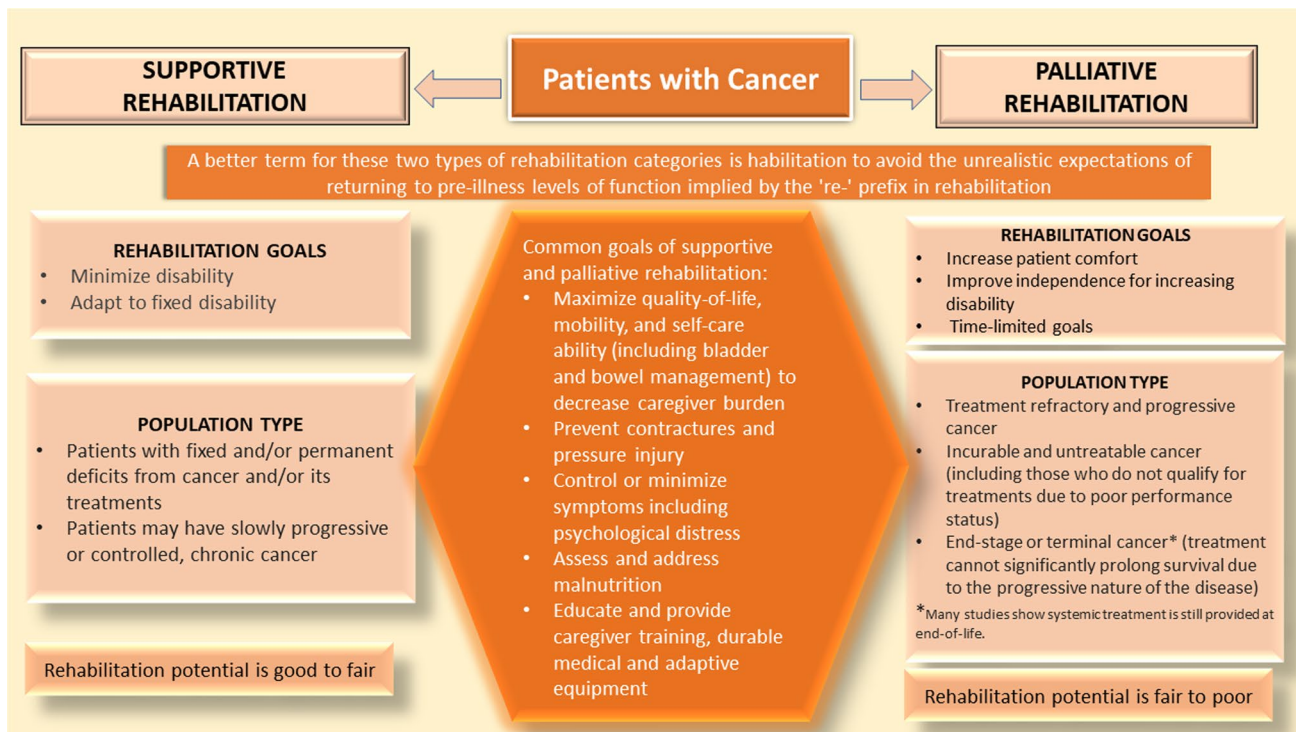 SUPPORTIVE
REHABILITATION
Patients with Cancer
PALLIATIVE
REHABILITATION
A better term for these two types of rehabilitation categories is habilitation to avoid the unrealistic expectations of
returning to pre-illness levels of function implied by the 're-' prefix in rehabilitation
REHABILITATION GOALS
• Minimize disability
• Adapt to fixed disability
POPULATION TYPE
• Patients with fixed and/or permanent
deficits from cancer and/or its
treatments
• Patients may have slowly progressive
or controlled, chronic cancer
Rehabilitation potential is good to fair
Common goals of supportive
and palliative rehabilitation:
• Maximize quality-of-life,
mobility, and self-care
ability (including bladder
and bowel management) to
decrease caregiver burden
• Prevent contractures and
pressure injury
• Control or minimize
symptoms including
psychological distress
• Assess and address
malnutrition
• Educate and provide
caregiver training, durable
medical and adaptive
equipment
REHABILITATION GOALS
• Increase patient comfort
• Improve independence for increasing
disability
• Time-limited goals
POPULATION TYPE
• Treatment refractory and progressive
cancer
• Incurable and untreatable cancer
(including those who do not qualify for
treatments due to poor performance
status)
• End-stage or terminal cancer* (treatment
cannot significantly prolong survival due
to the progressive nature of the disease)
*Many studies show systemic treatment is still provided at
end-of-life.
Rehabilitation potential is fair to poor